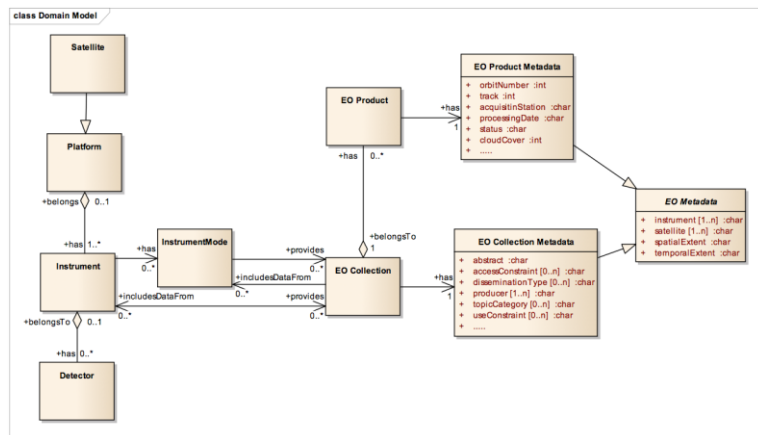 class Domain Model
Satellite
EO Product Metadata
+ orbitNumber :int
+ track :int
+ acquisitinStation :char
+ processingDate :char
+ status :char
+ cloudCover :int
+ .....
EO Product
+has
1
Platform
+has 0..*
+belongs 0..1
EO Metadata
+ instrument [1..n] :char
+ satellite [1..n] :char
+ spatialExtent :char
+ temporalExtent :char
+has 1..*
Instrument
+has
0..*
InstrumentMode
+provides
0..*
+includesDataFrom
0..*
+belongsTo
1
EO Collection
+has
1
EO Collection Metadata
+ abstract :char
+ accessConstraint [0..n] :char
+ disseminationType [0..n] :char
+ producer [1..n] :char
+ topicCategory [0..n] :char
+ useConstraint [0..n] :char
+ .....
+includesDataFrom
0..*
+provides
0..*
+belongsTo 0..1
+has 0..*
Detector